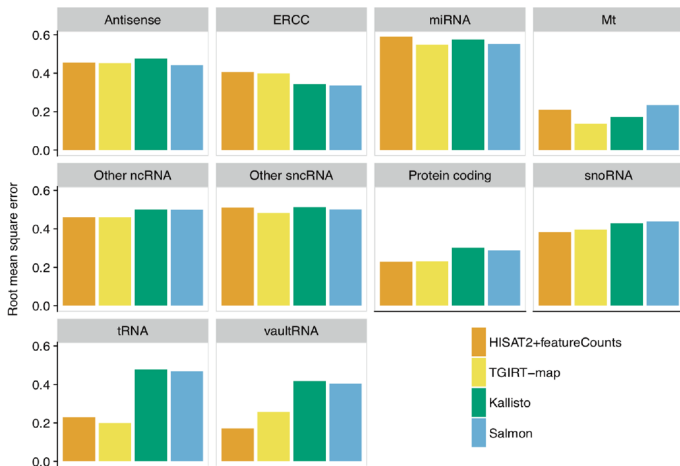 Antisense
ERCC
miRNA
Mt
0.6
0.4
0.2
0.0
Other ncRNA
Other sncRNA
Protein coding
snoRNA
0.6
0.4
0.2
0.0
tRNA
vaultRNA
0.6
0.4
0.2
0.0
Root mean square error
HISAT2+featureCounts
TGIRT-map
Kallisto
Salmon